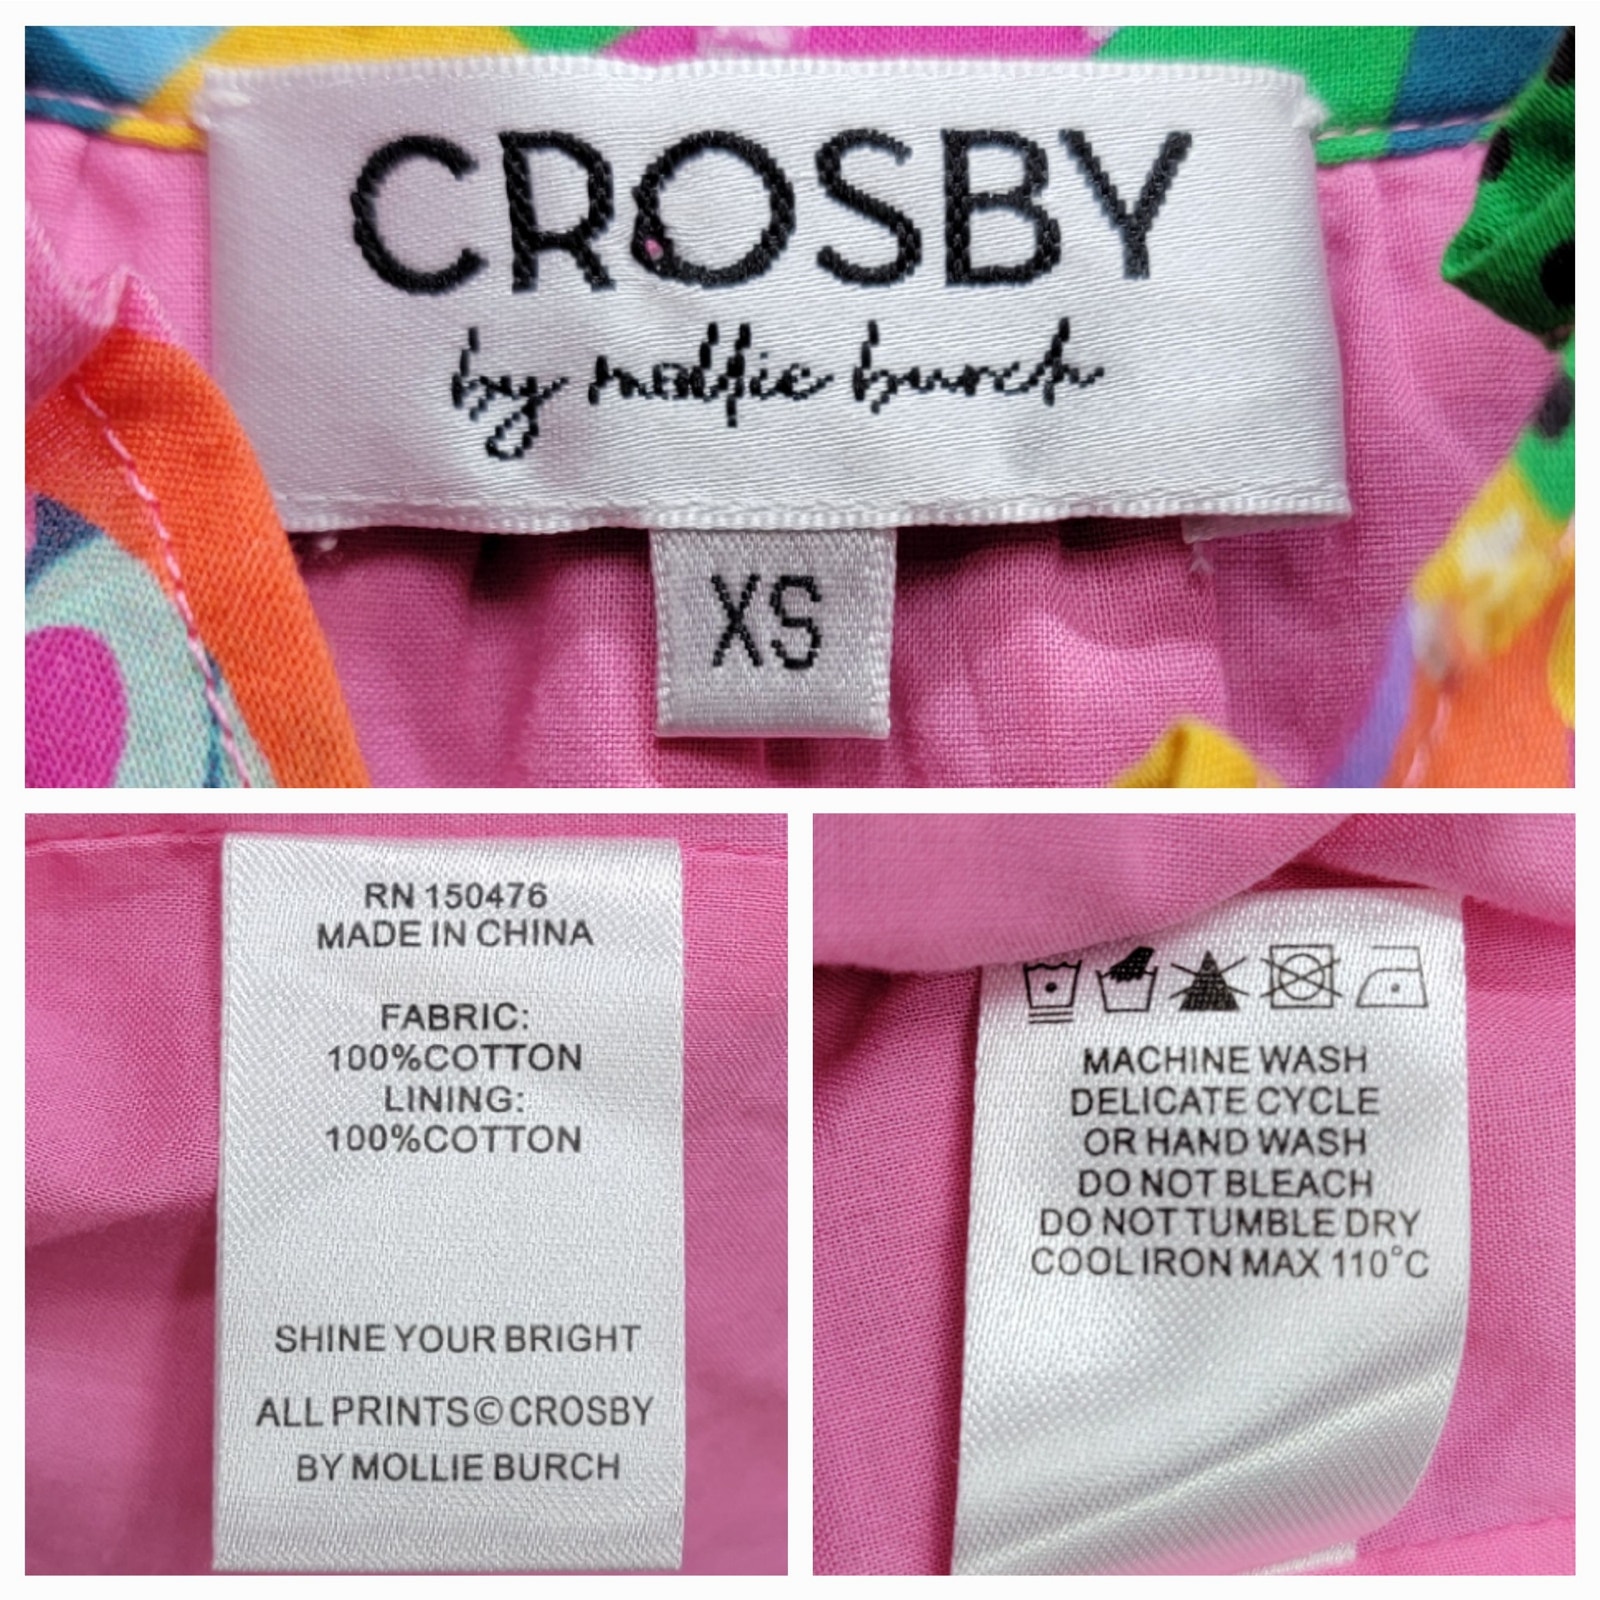 CROSBY
by mollie burch
XS
RN 150476
MADE IN CHINA
FABRIC:
100%COTTON
LINING:
100%COTTON
SHINE YOUR BRIGHT
ALL PRINTS©CROSBY
BY MOLLIE BURCH
MACHINE WASH
DELICATE CYCLE
OR HAND WASH
DO NOT BLEACH
DO NOT TUMBLE DRY
COOL IRON MAX 110°C